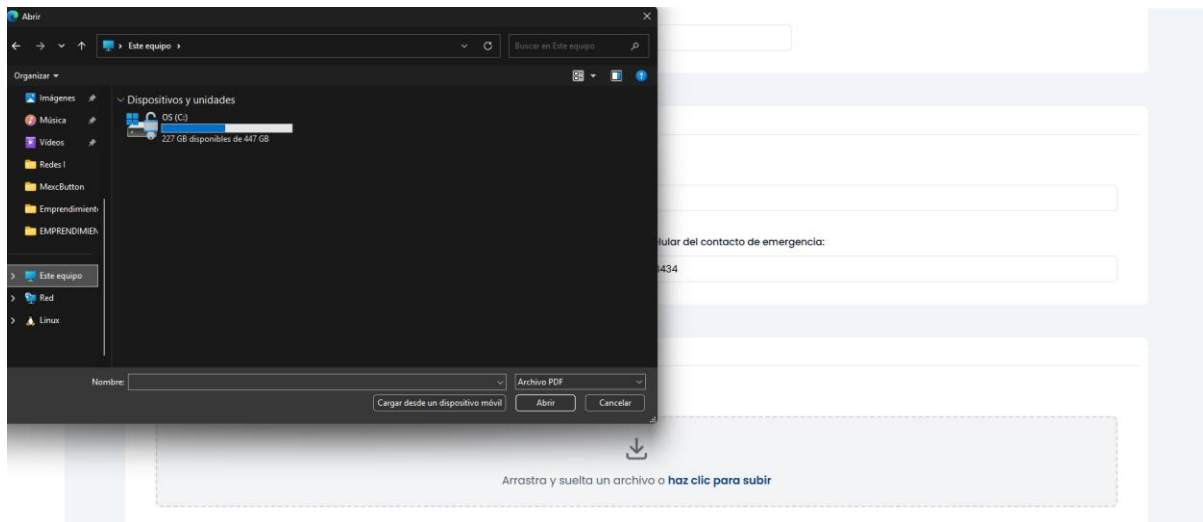 Abrir
Este equipo
Buscar en Este equipo
Organizar
Imágenes
Música
Vídeos
Redes I
MexcButton
Emprendimiento
EMPRENDIMIEN
Este equipo
Red
Linux
Dispositivos y unidades
OS (C:)
227 GB disponibles de 447 GB
Nombre:
Archivo PDF
Cargar desde un dispositivo móvil
Abrir
Cancelar
lular del contacto de emergencia:
434
Arrastra y suelta un archivo o haz clic para subir